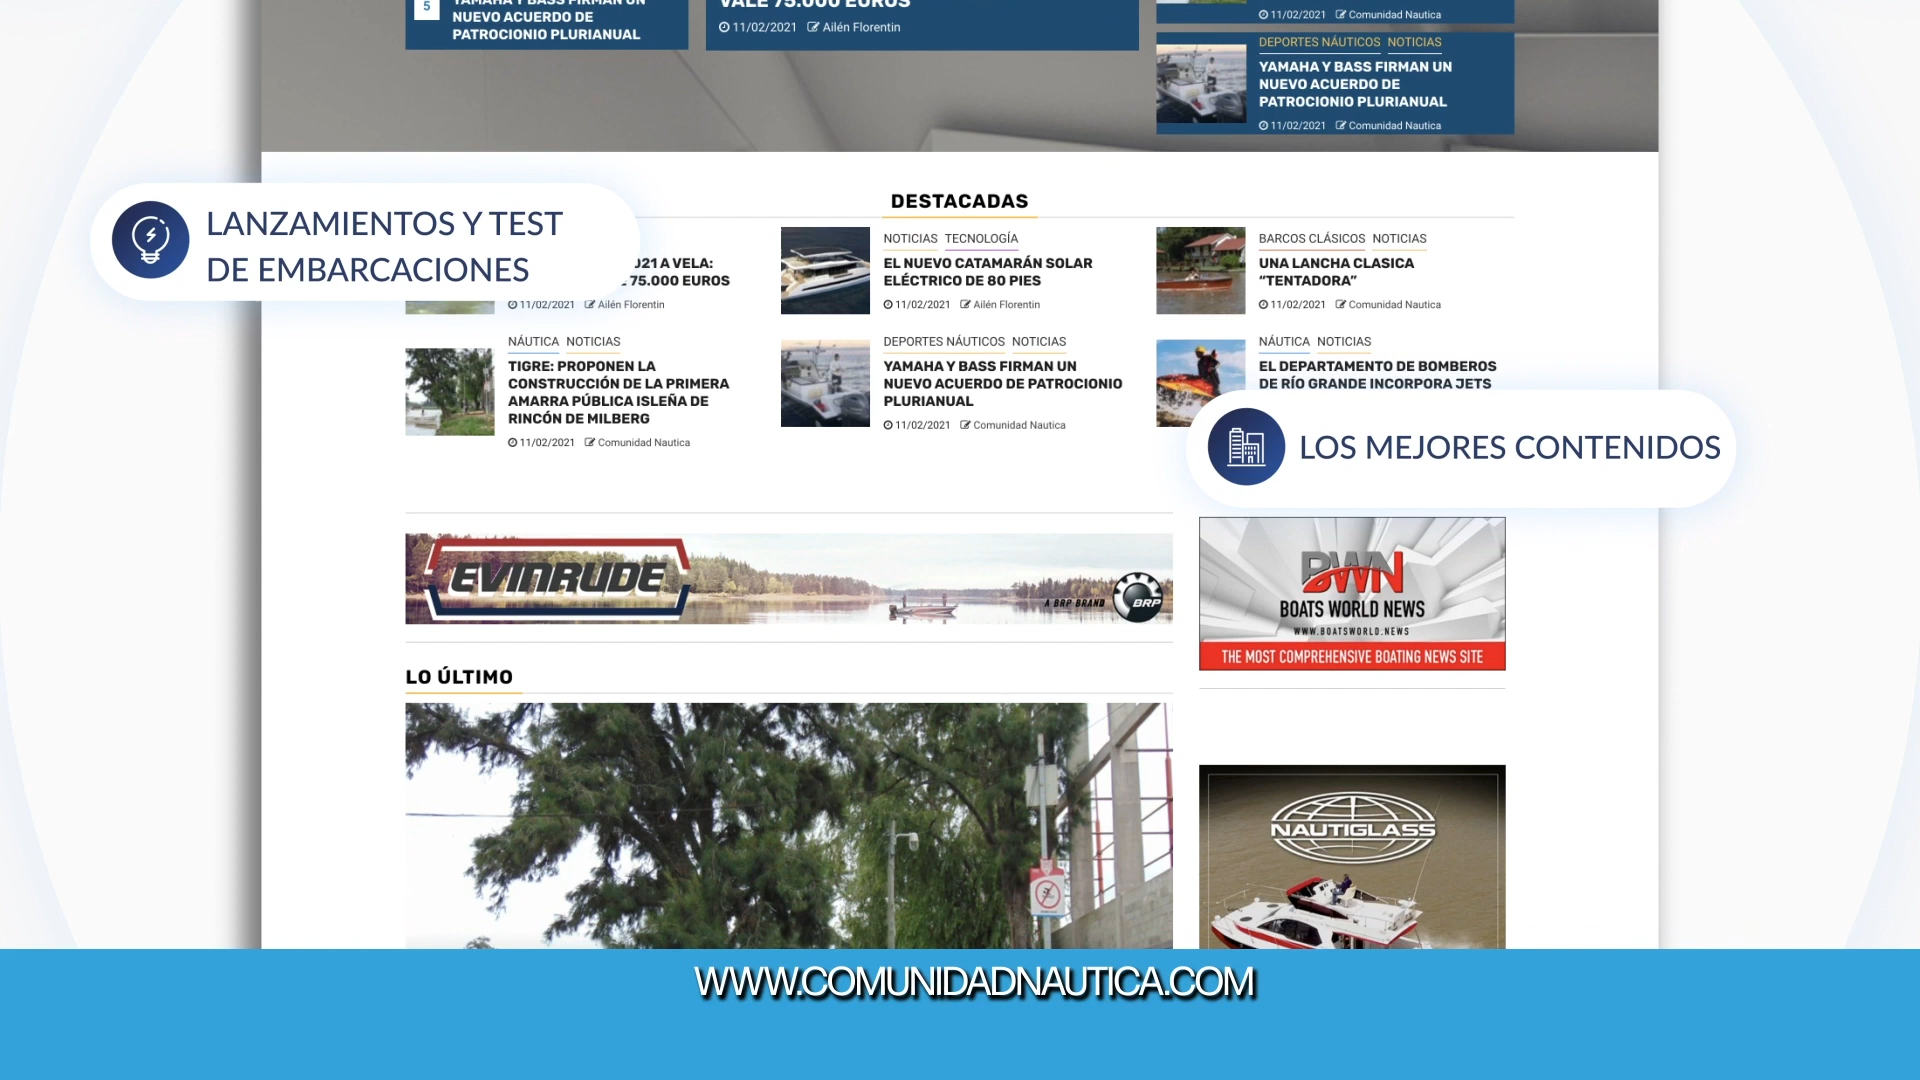 5
YAMAHA Y BASS FIRMAN UN
NUEVO ACUERDO DE
PATROCIONIO PLURIANUAL
VALE 75.000 EUROS
11/02/2021 Ailén Florentin
11/02/2021 Comunidad Nautica
DEPORTES NÁUTICOS NOTICIAS
YAMAHA Y BASS FIRMAN UN
NUEVO ACUERDO DE
PATROCIONIO PLURIANUAL
11/02/2021 Comunidad Nautica
DESTACADAS
LANZAMIENTOS Y TEST
DE EMBARCACIONES
021 A VELA:
75.000 EUROS
11/02/2021 Ailén Florentin
NOTICIAS TECNOLOGÍA
EL NUEVO CATAMARÁN SOLAR
ELÉCTRICO DE 80 PIES
11/02/2021 Ailén Florentin
BARCOS CLÁSICOS NOTICIAS
UNA LANCHA CLASICA
“TENTADORA”
11/02/2021 Comunidad Nautica
NÁUTICA NOTICIAS
TIGRE: PROPONEN LA
CONSTRUCCIÓN DE LA PRIMERA
AMARRA PÚBLICA ISLEÑA DE
RINCÓN DE MILBERG
11/02/2021 Comunidad Nautica
DEPORTES NÁUTICOS NOTICIAS
YAMAHA Y BASS FIRMAN UN
NUEVO ACUERDO DE PATROCIONIO
PLURIANUAL
11/02/2021 Comunidad Nautica
NÁUTICA NOTICIAS
EL DEPARTAMENTO DE BOMBEROS
DE RÍO GRANDE INCORPORA JETS
LOS MEJORES CONTENIDOS
EVINRUDE
A BRP BRAND
BRP
BWN
BOATS WORLD NEWS
WWW.BOATSWORLD.NEWS
THE MOST COMPREHENSIVE BOATING NEWS SITE
LO ÚLTIMO
NAUTIGLASS
WWW.COMUNIDADNAUTICA.COM